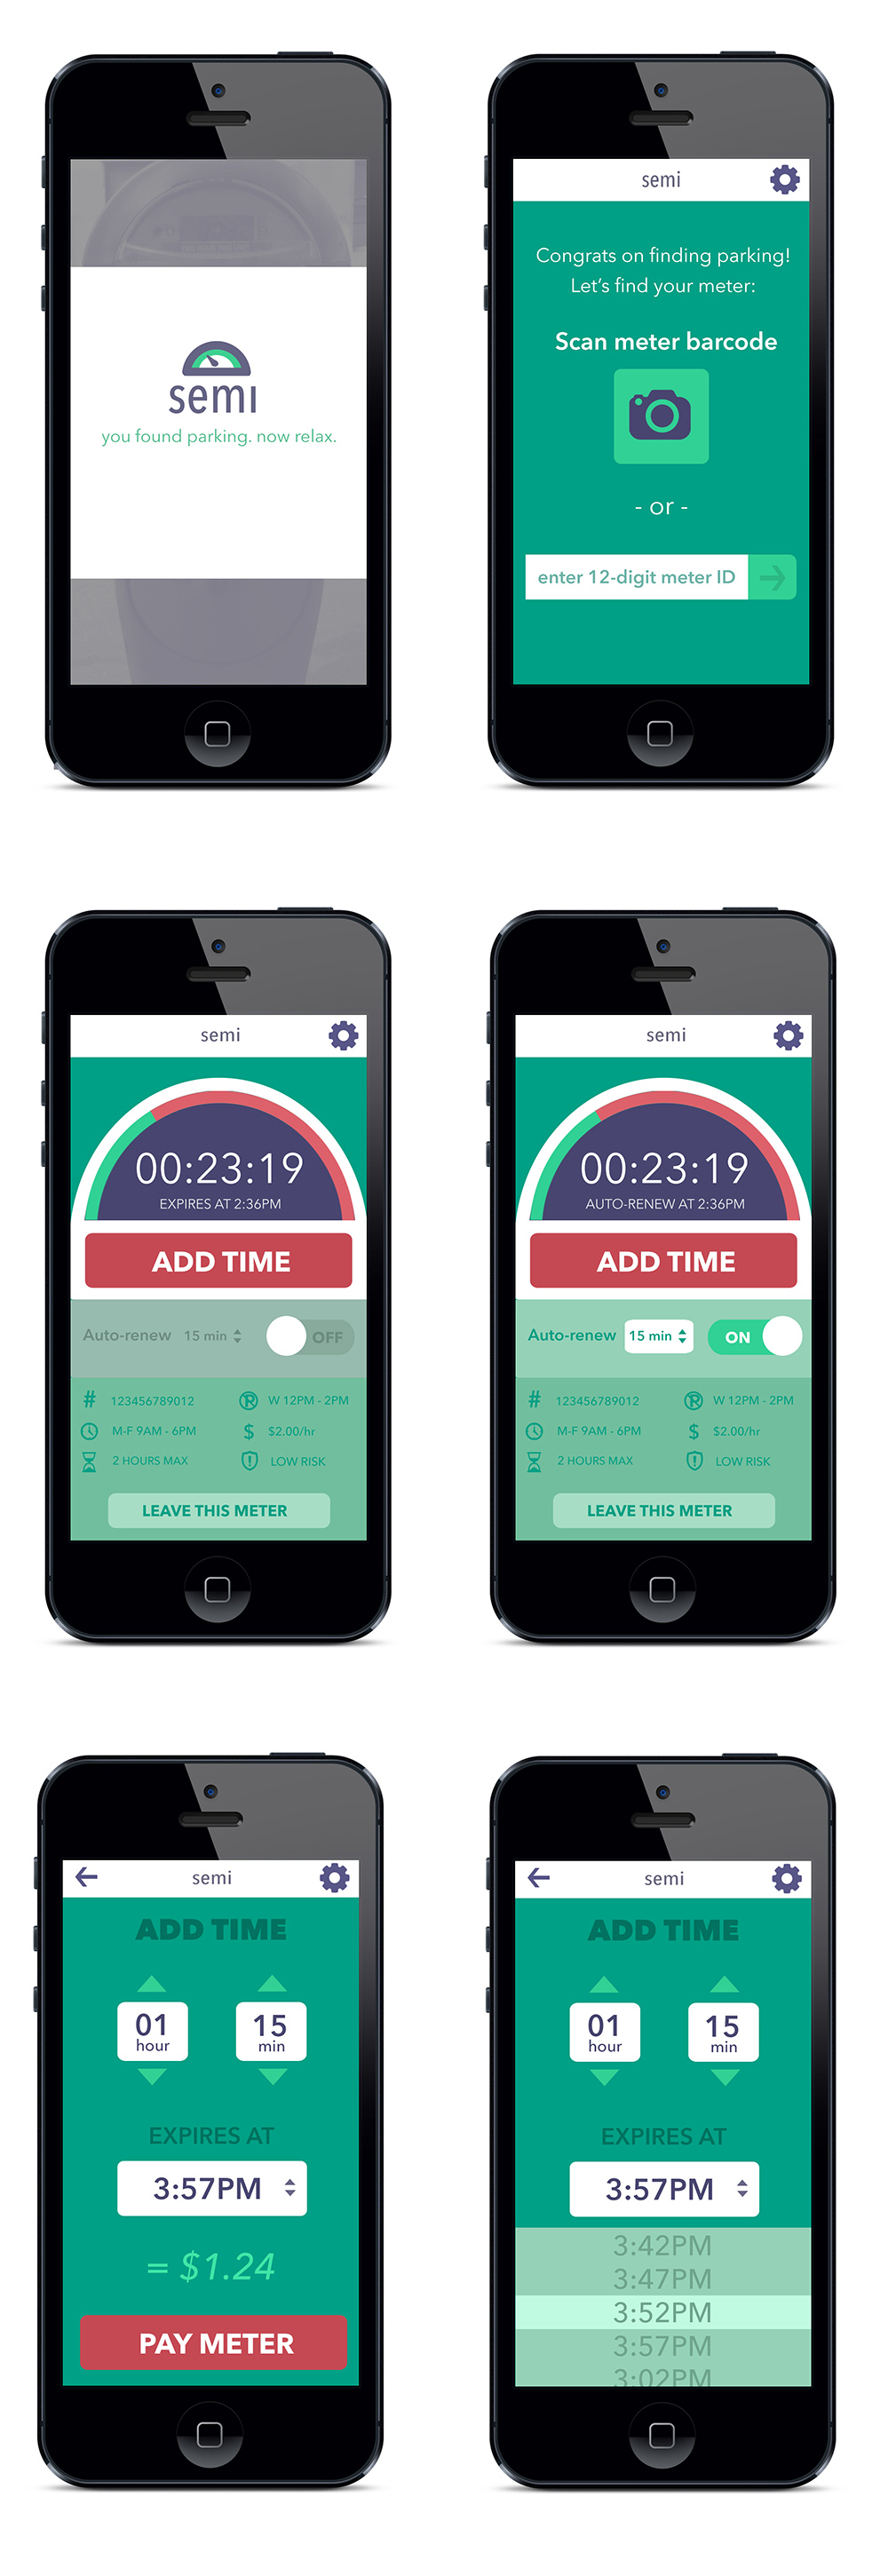 semi
you found parking. now relax.
semi
Congrats on finding parking!
Let's find your meter:
Scan meter barcode
- or -
enter 12-digit meter ID
semi
00:23:19
EXPIRES AT 2:36PM
ADD TIME
Auto-renew 15 min OFF
# 123456789012 W 12PM - 2PM
M-F 9AM - 6PM $ $2.00/hr
2 HOURS MAX LOW RISK
LEAVE THIS METER
semi
00:23:19
AUTO-RENEW AT 2:36PM
ADD TIME
Auto-renew 15 min ON
# 123456789012 W 12PM - 2PM
M-F 9AM - 6PM $ $2.00/hr
2 HOURS MAX LOW RISK
LEAVE THIS METER
semi
ADD TIME
01 15
hour min
EXPIRES AT
3:57PM
= $1.24
PAY METER
semi
ADD TIME
01 15
hour min
EXPIRES AT
3:57PM
3:42PM
3:47PM
3:52PM
3:57PM
3:02PM